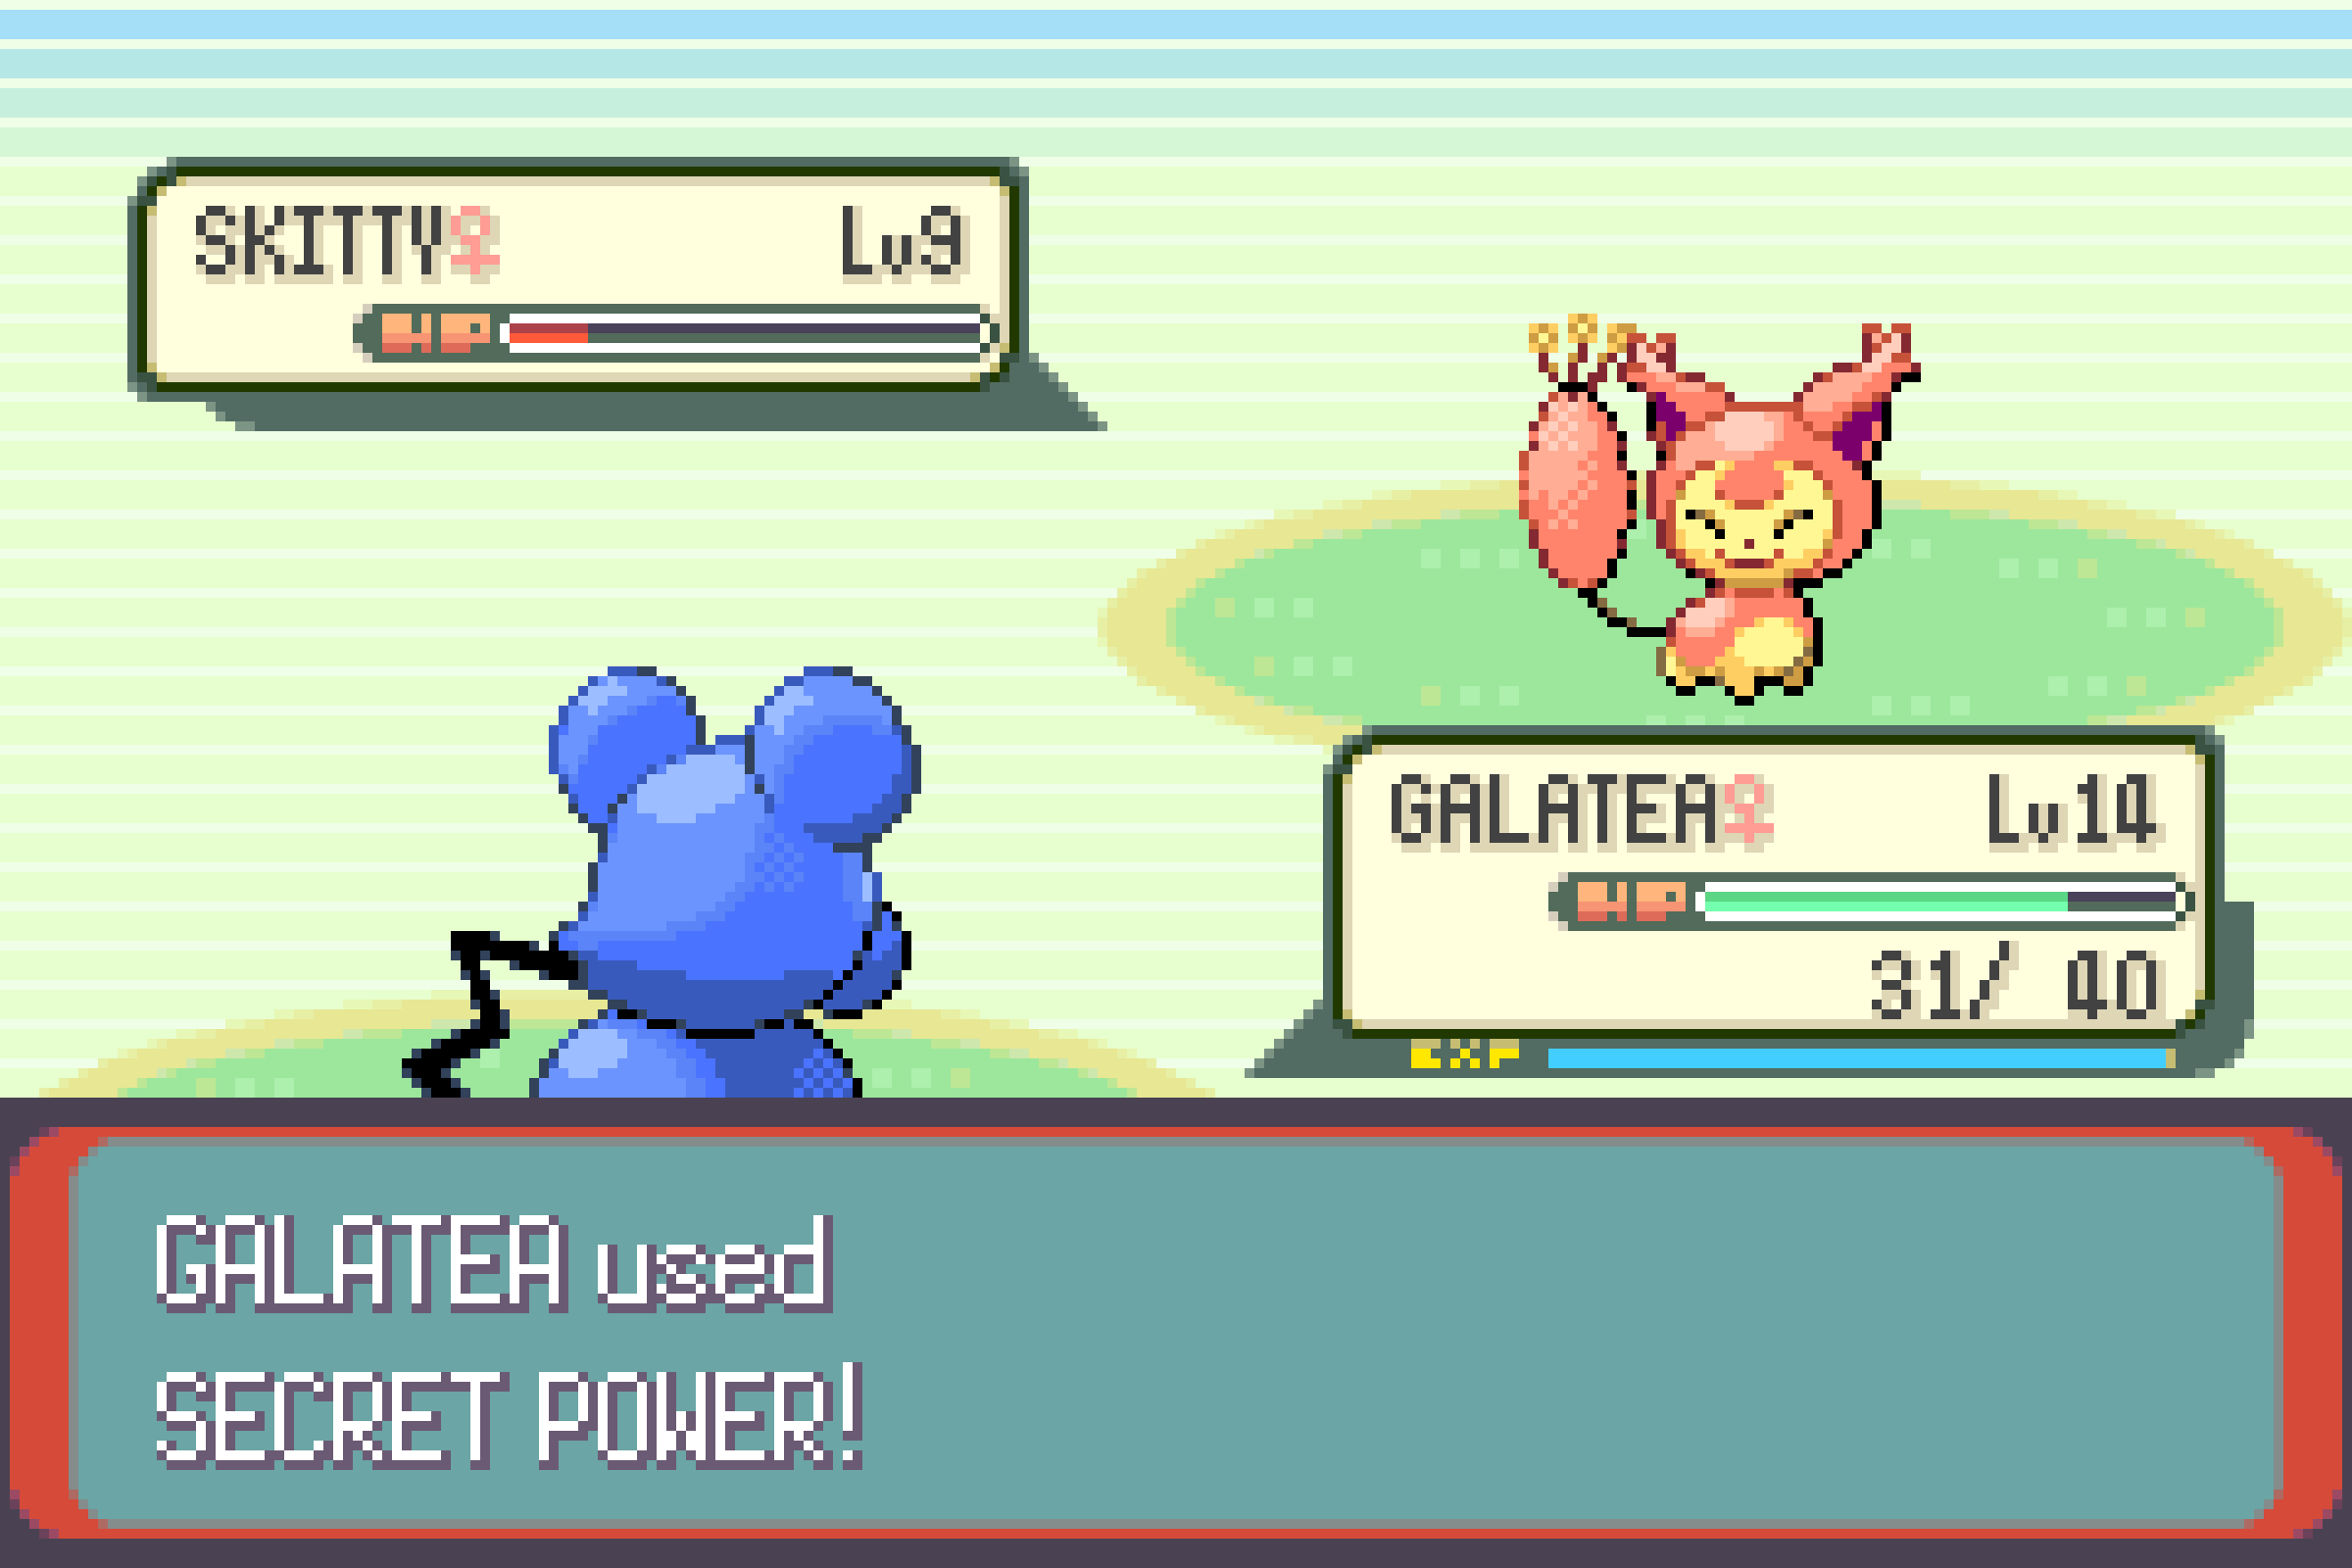 SKITTY♀ Lv9
HP
GALATEA♀ Lv14
HP
31/ 40
EXP
GALATEA used
SECRET POWER!